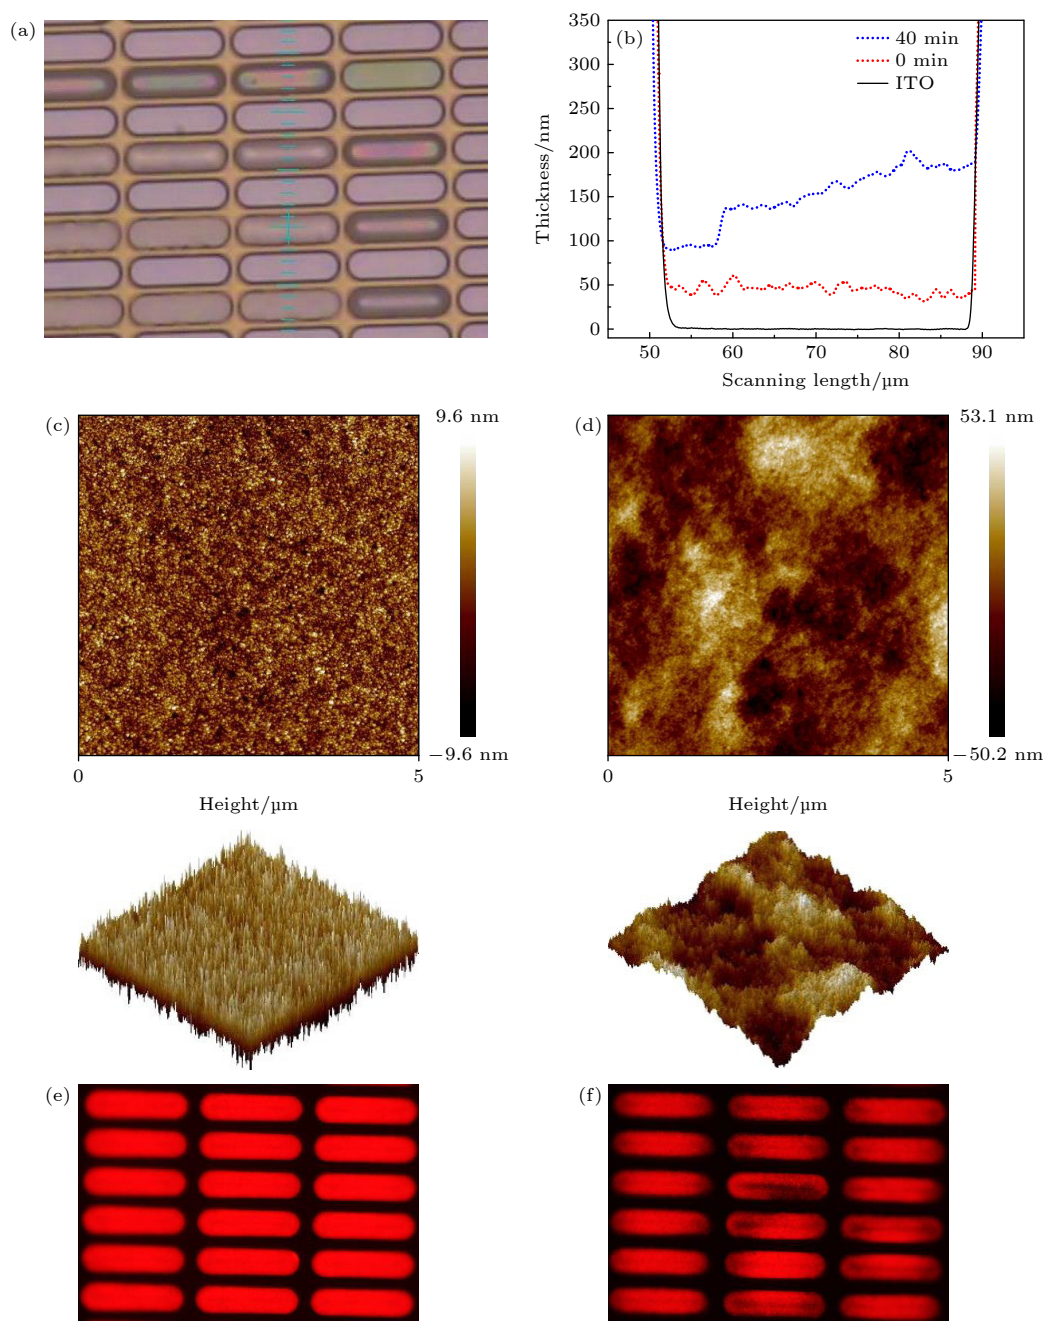 (a)
(b)
350
300
250
200
150
100
50
0
Thickness/nm
40 min
0 min
ITO
50
60
70
80
90
Scanning length/μm
(c)
9.6 nm
−9.6 nm
0
5
Height/μm
(d)
53.1 nm
−50.2 nm
0
5
Height/μm
(e)
(f)